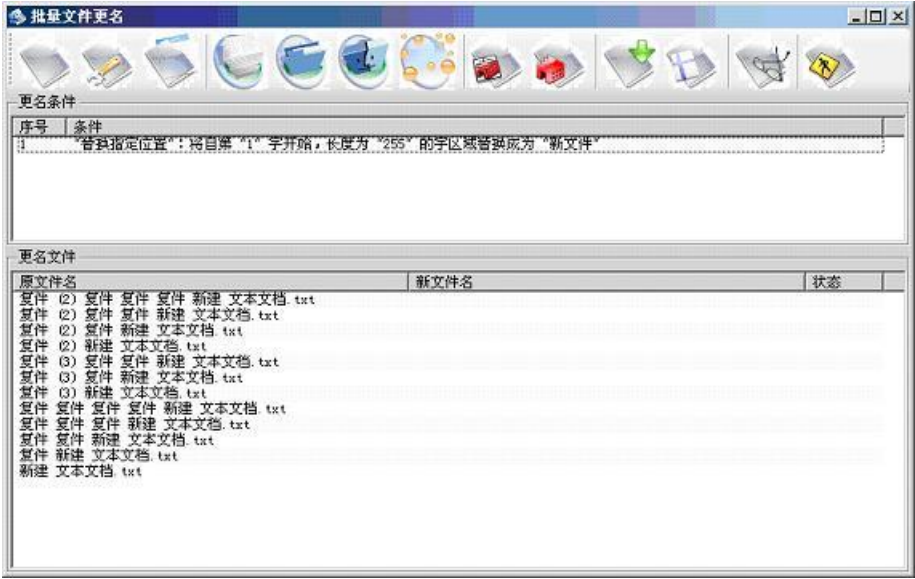 批量文件更名
更名条件
序号 条件
1 "替换指定位置"：将自第 "1" 字开始，长度为 "255" 的字区域替换成为 "新文件"
更名文件
原文件名 新文件名 状态
复件 (2) 复件 复件 复件 新建 文本文档.txt
复件 (2) 复件 复件 新建 文本文档.txt
复件 (2) 复件 新建 文本文档.txt
复件 (2) 新建 文本文档.txt
复件 (3) 复件 复件 新建 文本文档.txt
复件 (3) 复件 新建 文本文档.txt
复件 (3) 新建 文本文档.txt
复件 复件 复件 复件 新建 文本文档.txt
复件 复件 复件 新建 文本文档.txt
复件 复件 新建 文本文档.txt
复件 新建 文本文档.txt
新建 文本文档.txt